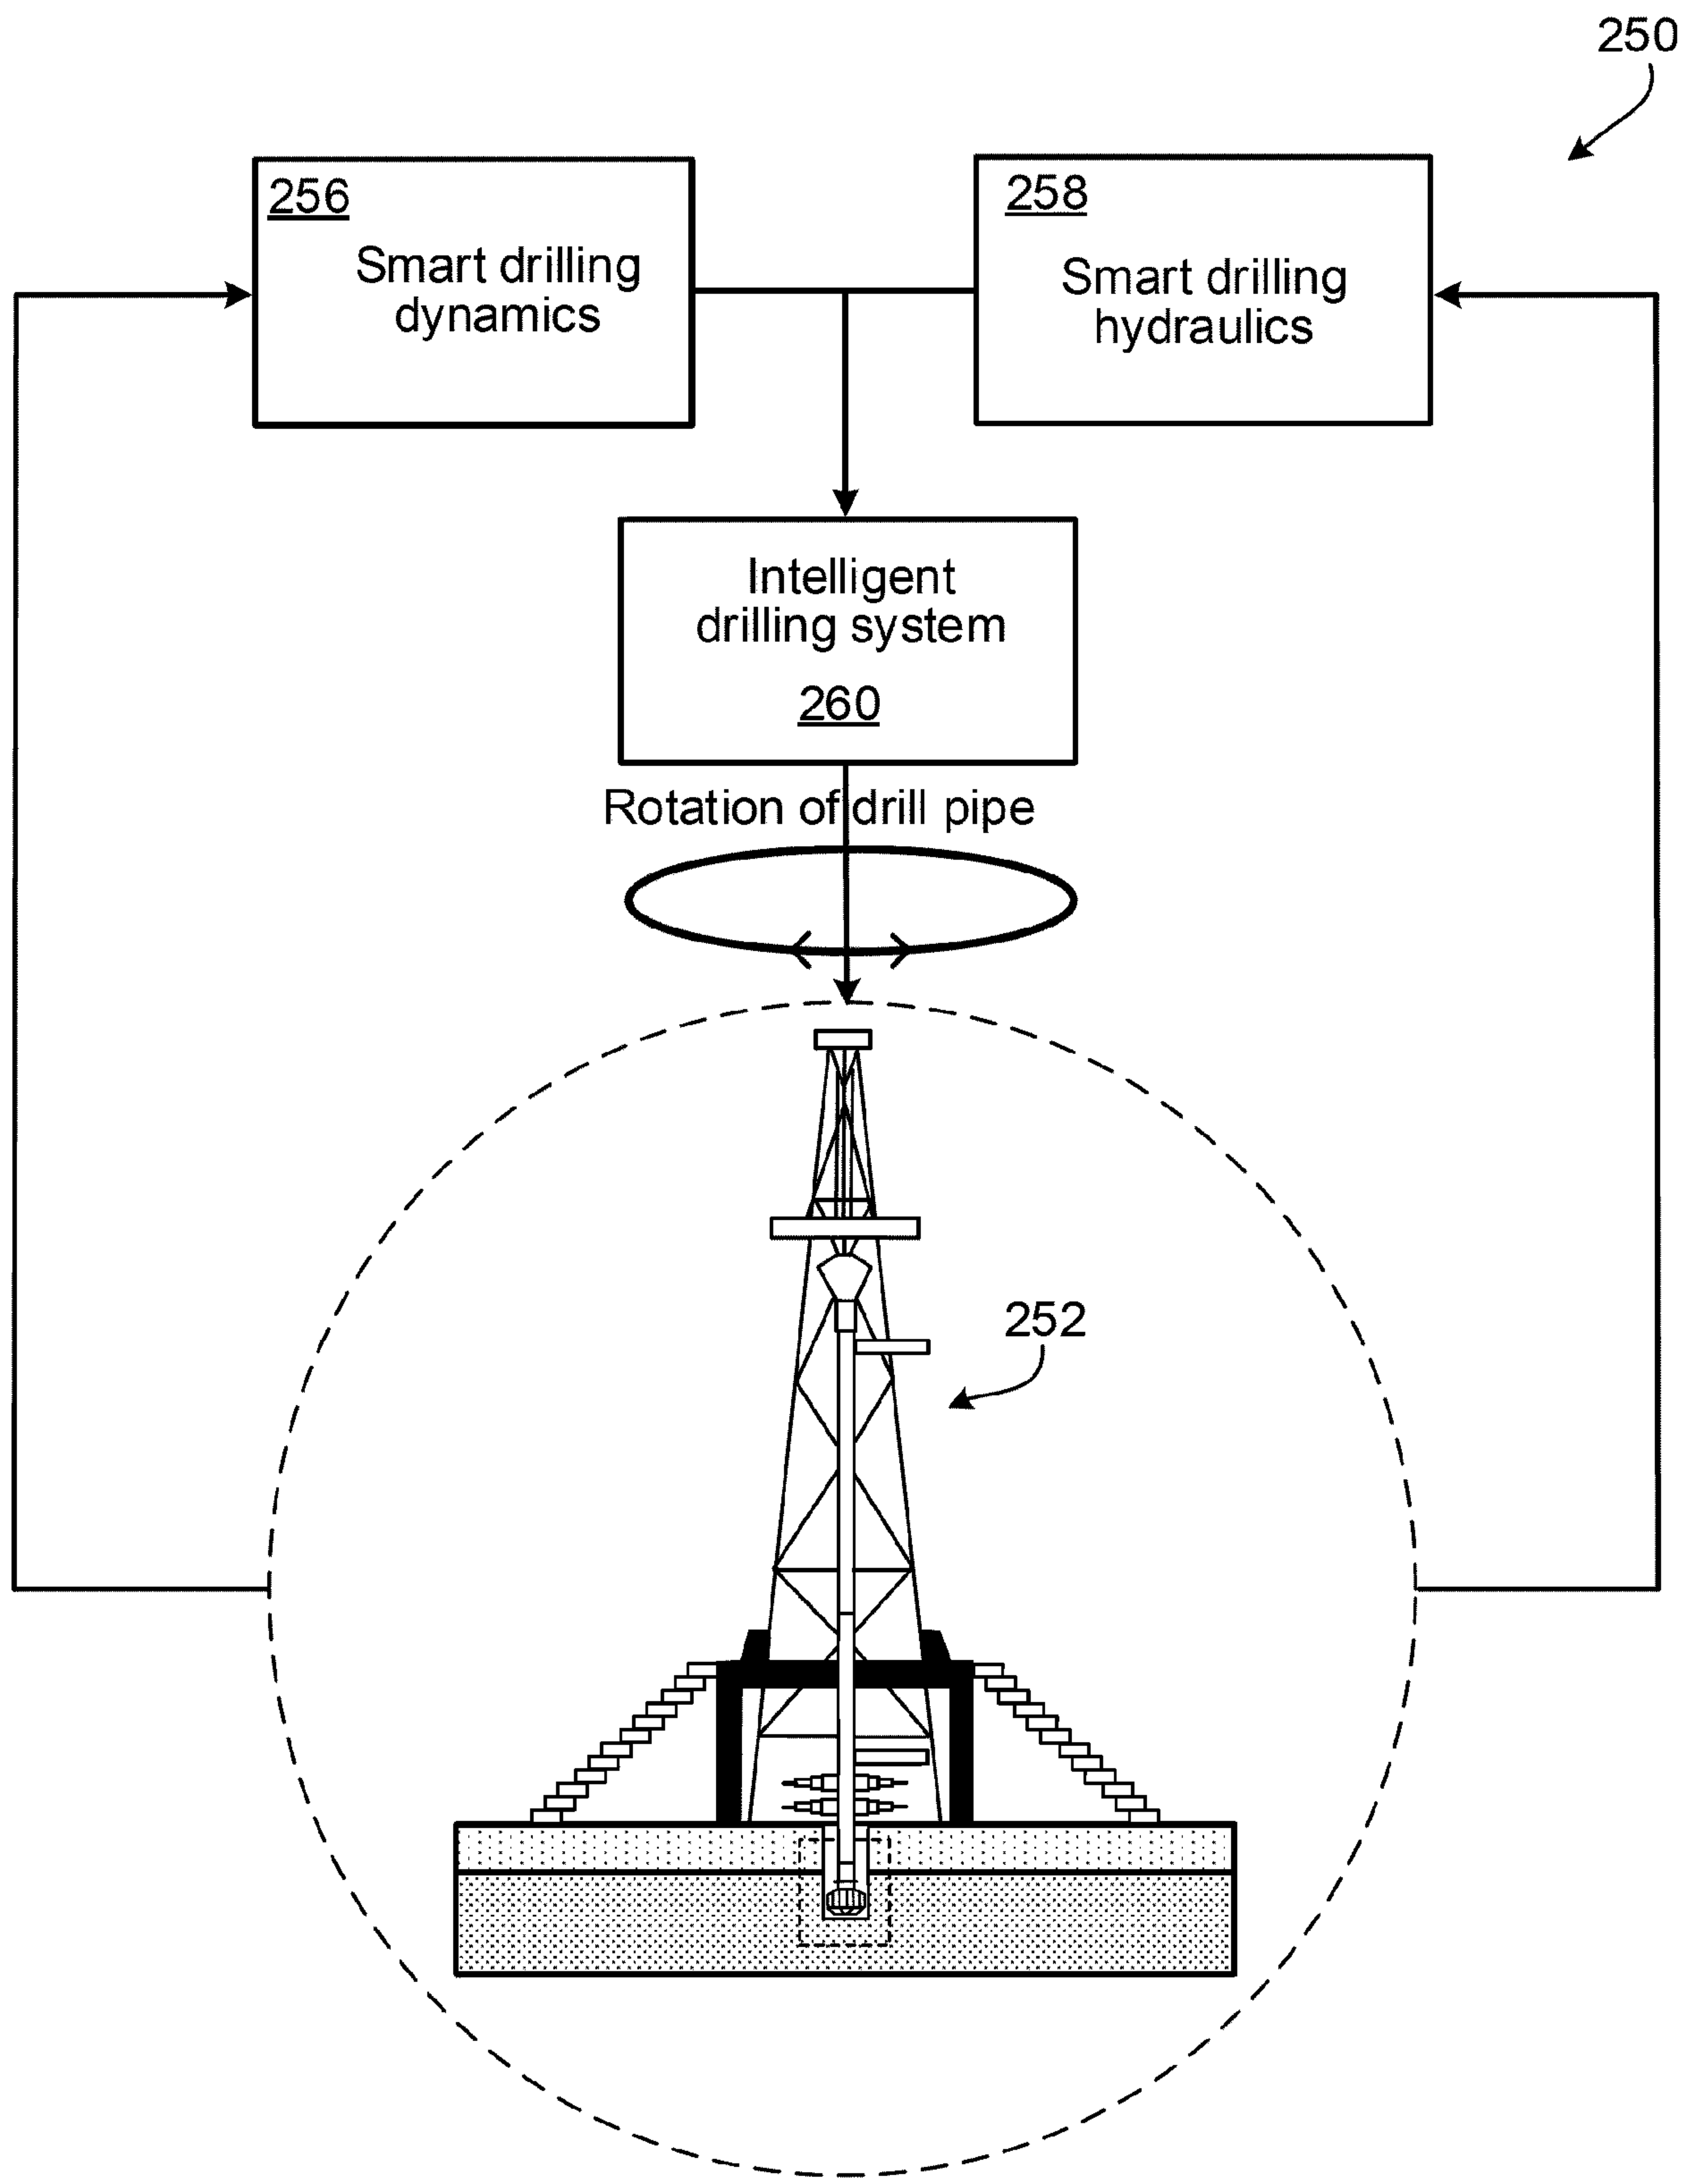 250
256
Smart drilling
dynamics
258
Smart drilling
hydraulics
Intelligent
drilling system
260
Rotation of drill pipe
252